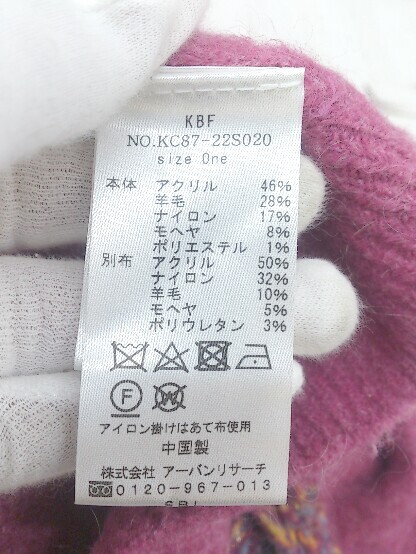 KBF
NO.KC87-22S020
size One
本体 アクリル 46%
羊毛 28%
ナイロン 17%
モヘヤ 8%
ポリエステル 1%
別布 アクリル 50%
ナイロン 32%
羊毛 10%
モヘヤ 5%
ポリウレタン 3%
F W
アイロン掛けはあて布使用
中国製
株式会社 アーバンリサーチ
0120-967-013